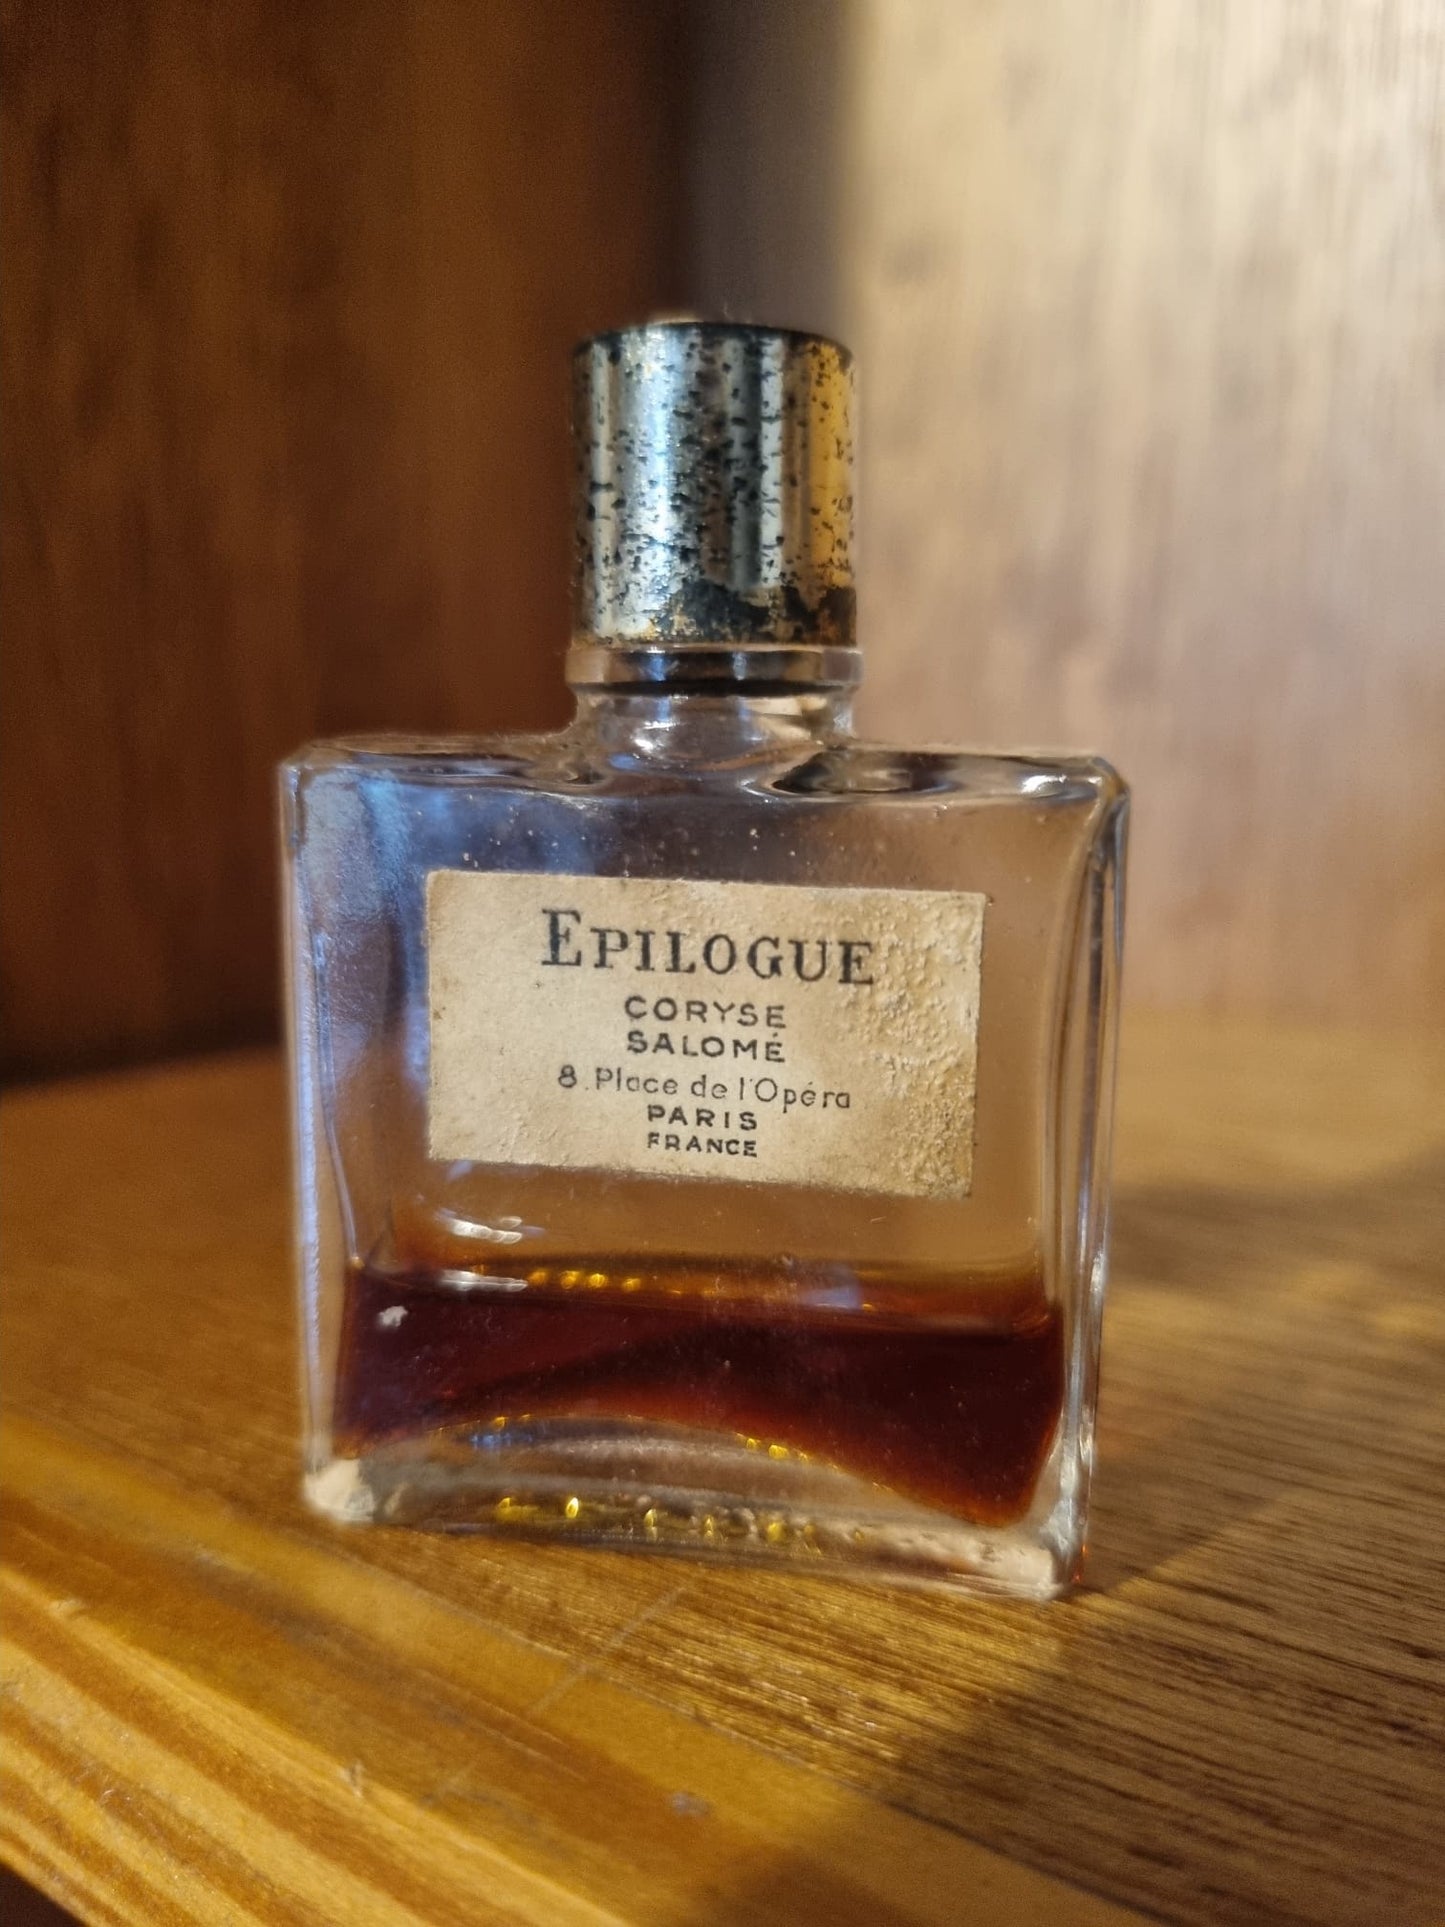 EPILOGUE
CORYSE
SALOMÉ
8. Place de l'Opéra
PARIS
FRANCE